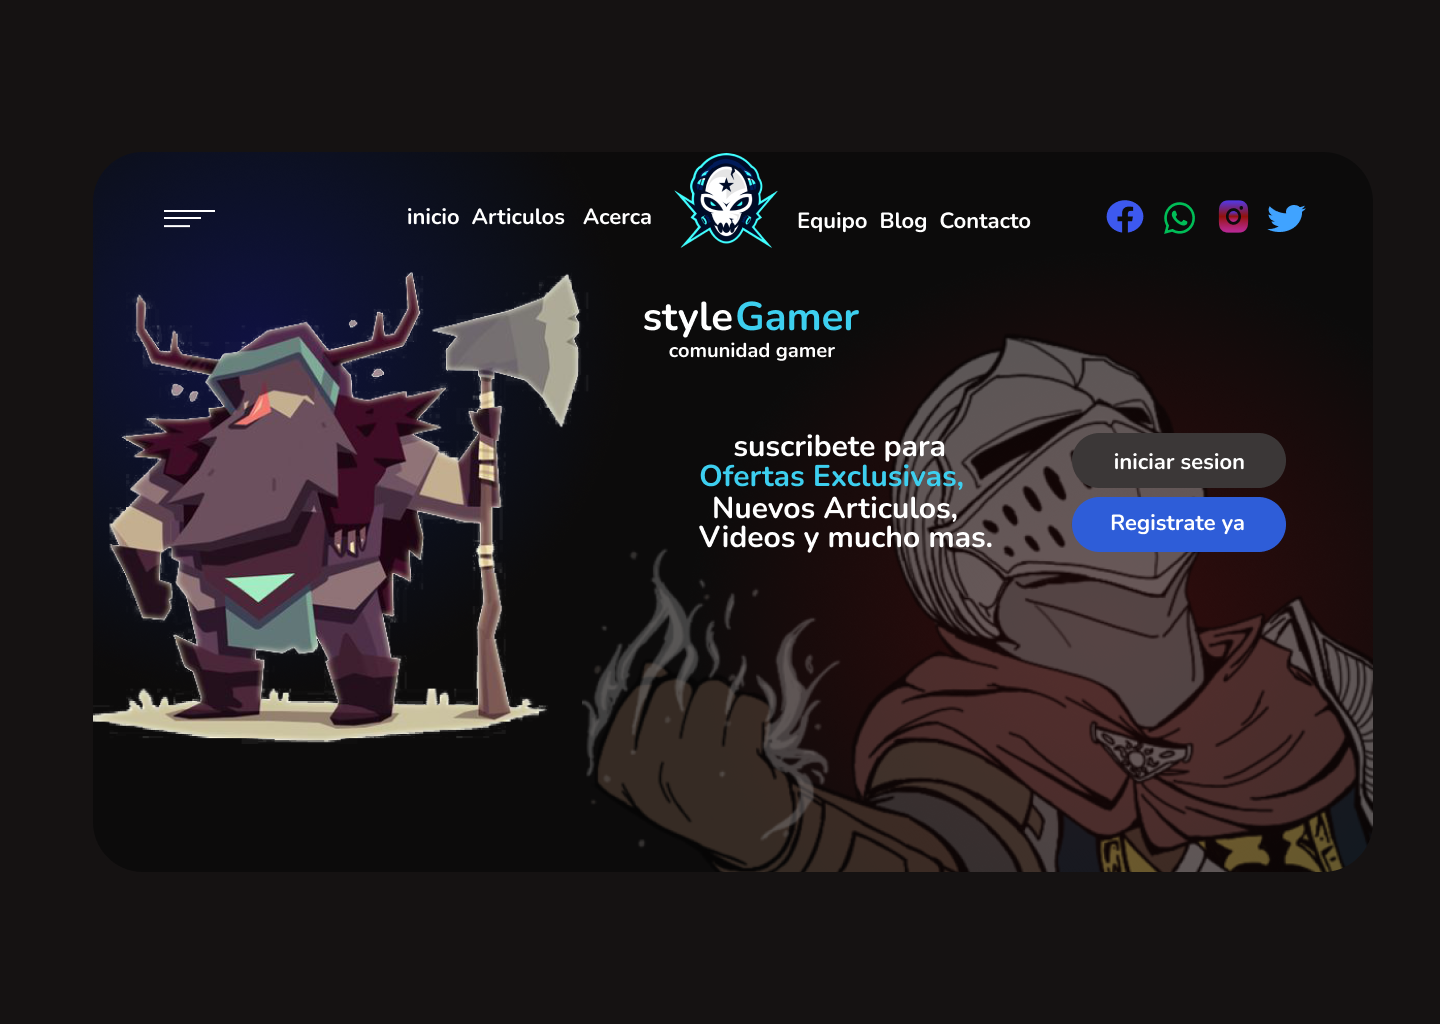 inicio Articulos Acerca Equipo Blog Contacto
styleGamer
comunidad gamer
suscribete para
Ofertas Exclusivas,
Nuevos Articulos,
Videos y mucho mas.
iniciar sesion
Registrate ya